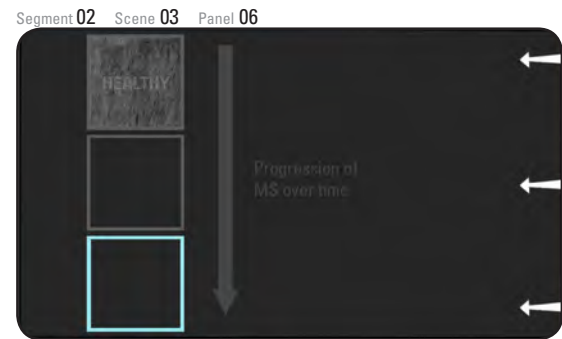 Segment 02 Scene 03 Panel 06
HEALTHY
Progression of
MS over time